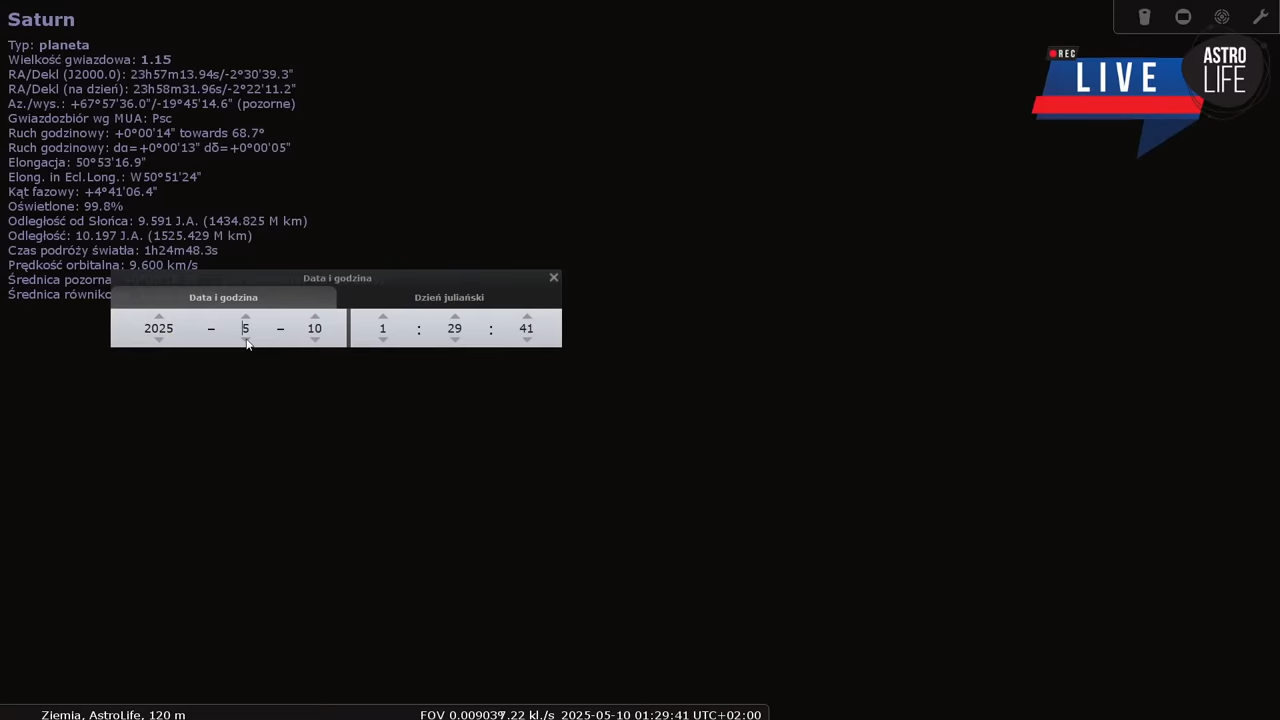 Saturn
Typ: planeta
Wielkość gwiazdowa: 1.15
RA/Dekl (J2000.0): 23h57m13.94s/-2°30'39.3"
RA/Dekl (na dzień): 23h58m31.96s/-2°22'11.2"
Az./wys.: +67°57'36.0"/-19°45'14.6" (pozorne)
Gwiazdozbiór wg MUA: Psc
Ruch godzinowy: +0°00'14" towards 68.7°
Ruch godzinowy: dα=+0°00'13" dδ=+0°00'05"
Elongacja: 50°53'16.9"
Elong. in Ecl.Long.: W50°51'24"
Kąt fazowy: +4°41'06.4"
Oświetlone: 99.8%
Odległość od Słońca: 9.591 J.A. (1434.825 M km)
Odległość: 10.197 J.A. (1525.429 M km)
Czas podróży światła: 1h24m48.3s
Prędkość orbitalna: 9.600 km/s
Średnica pozorna
Średnica równiko
Data i godzina
Data i godzina Dzień juliański
2025 – 5 – 10 1 : 29 : 41
REC
LIVE
ASTRO
LIFE
Ziemia, AstroLife, 120 m FOV 0.00903 7.22 kl./s 2025-05-10 01:29:41 UTC+02:00